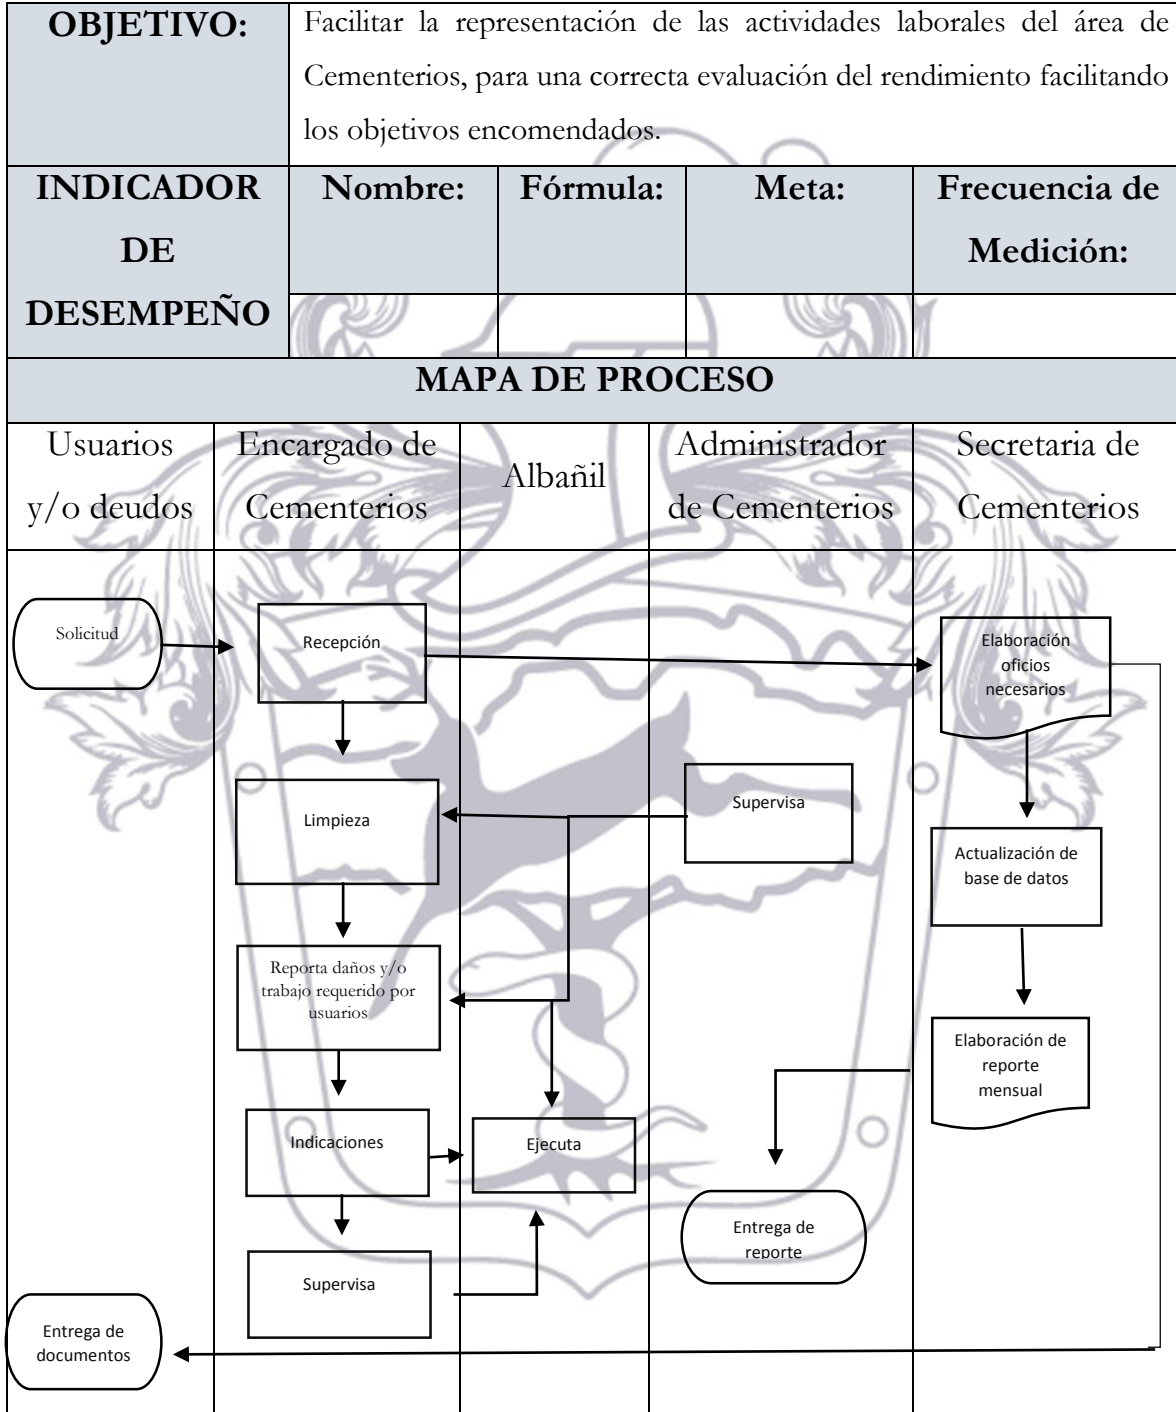 OBJETIVO:
Facilitar la representación de las actividades laborales del área de
Cementerios, para una correcta evaluación del rendimiento facilitando
los objetivos encomendados.
INDICADOR
DE
DESEMPEÑO
Nombre:
Fórmula:
Meta:
Frecuencia de
Medición:
MAPA DE PROCESO
Usuarios
y/o deudos
Encargado de
Cementerios
Albañil
Administrador
de Cementerios
Secretaria de
Cementerios
Solicitud
Recepción
Elaboración
oficios
necesarios
Limpieza
Supervisa
Actualización de
base de datos
Reporta daños y/o
trabajo requerido por
usuarios
Elaboración de
reporte
mensual
Indicaciones
Ejecuta
Entrega de
reporte
Supervisa
Entrega de
documentos